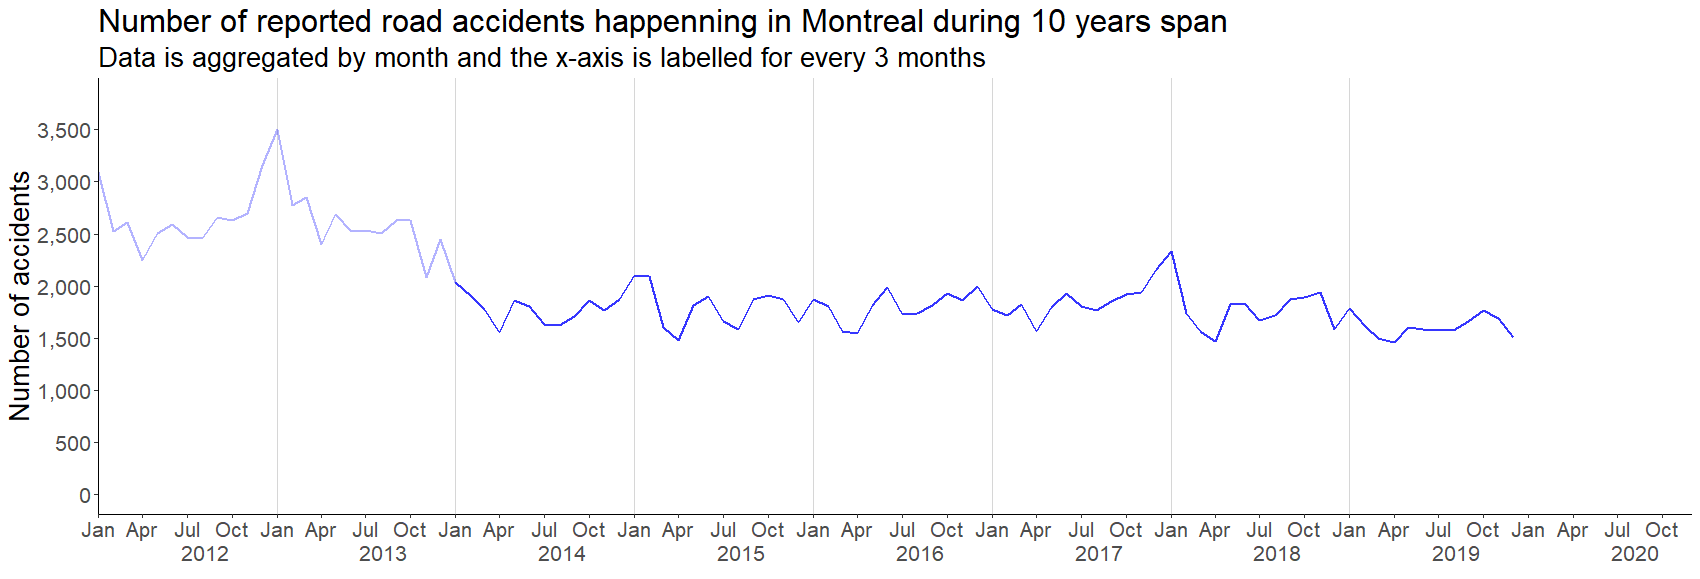 Number of reported road accidents happenning in Montreal during 10 years span
Data is aggregated by month and the x-axis is labelled for every 3 months
Number of accidents
3,500
3,000
2,500
2,000
1,500
1,000
500
0
Jan Apr Jul Oct Jan Apr Jul Oct Jan Apr Jul Oct Jan Apr Jul Oct Jan Apr Jul Oct Jan Apr Jul Oct Jan Apr Jul Oct Jan Apr Jul Oct Jan Apr Jul Oct
2012 2013 2014 2015 2016 2017 2018 2019 2020